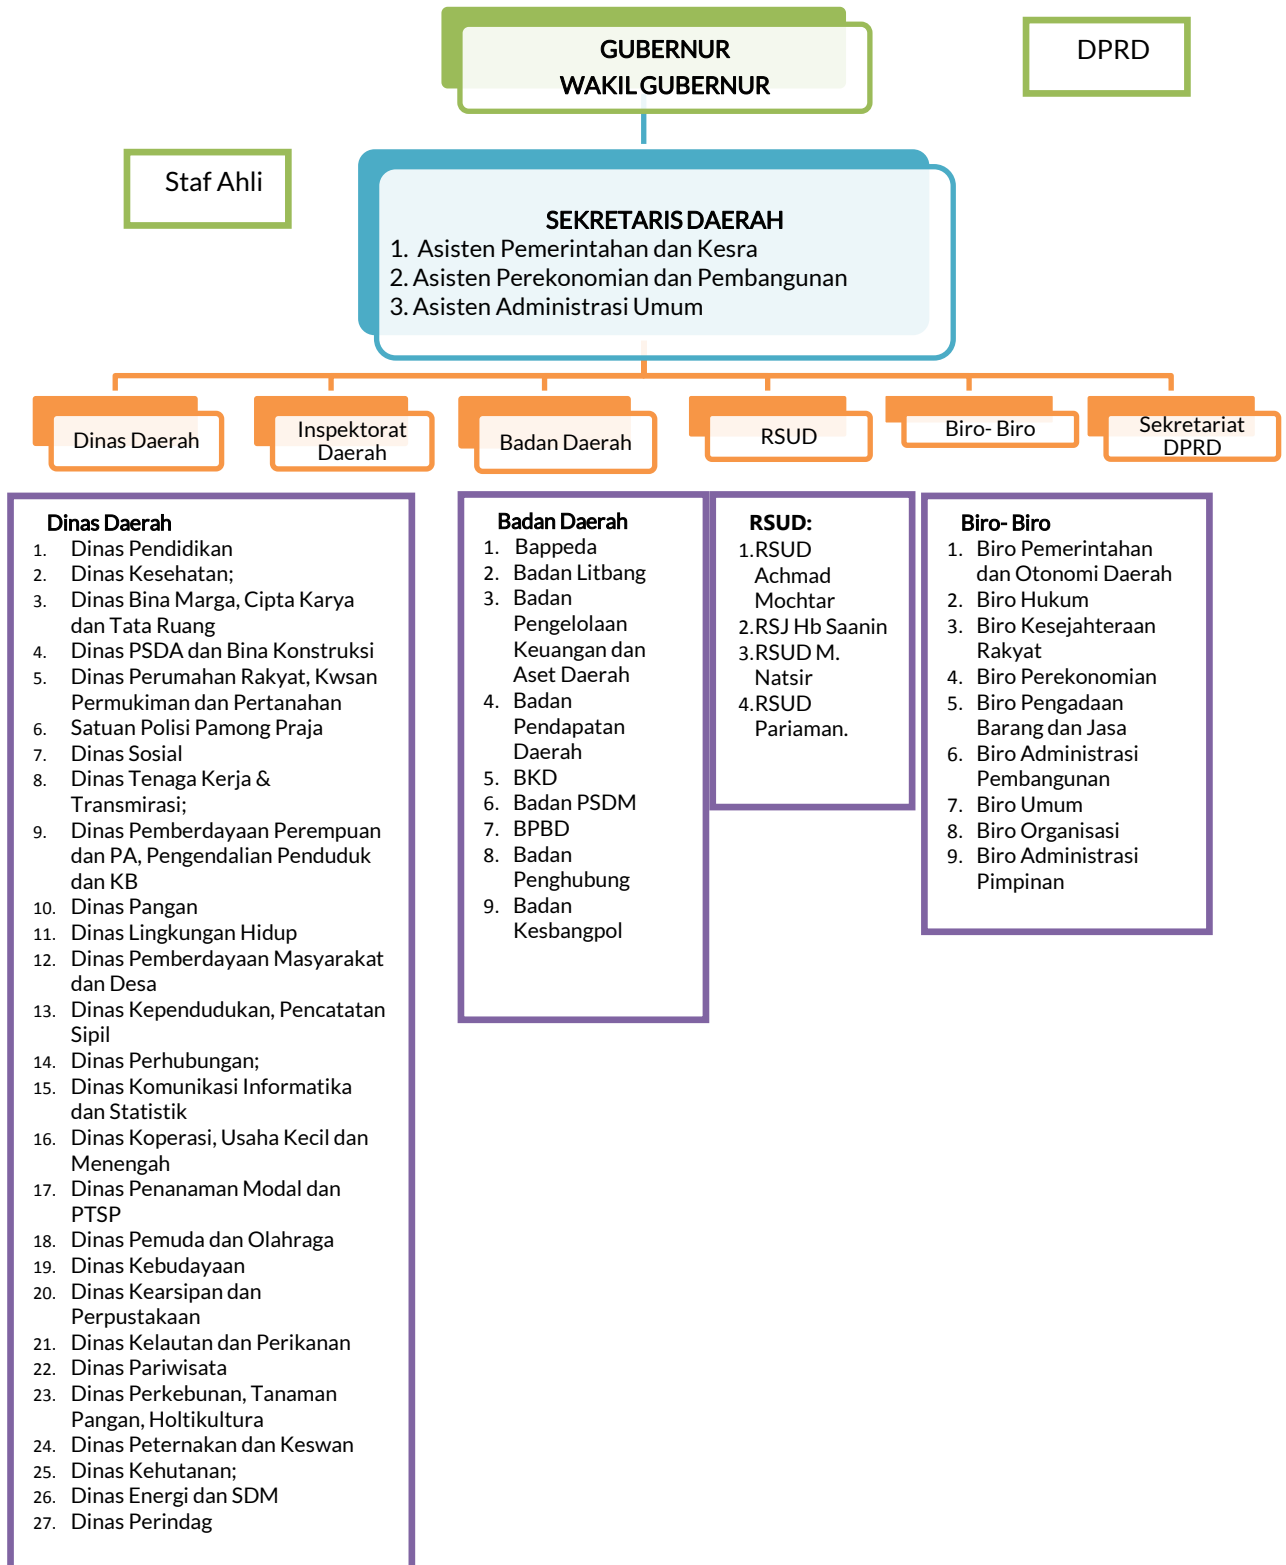 GUBERNUR
WAKIL GUBERNUR
DPRD
Staf Ahli
SEKRETARIS DAERAH
1. Asisten Pemerintahan dan Kesra
2. Asisten Perekonomian dan Pembangunan
3. Asisten Administrasi Umum
Dinas Daerah
Inspektorat
Daerah
Badan Daerah
RSUD
Biro- Biro
Sekretariat
DPRD
Dinas Daerah
1. Dinas Pendidikan
2. Dinas Kesehatan;
3. Dinas Bina Marga, Cipta Karya
dan Tata Ruang
4. Dinas PSDA dan Bina Konstruksi
5. Dinas Perumahan Rakyat, Kwsan
Permukiman dan Pertanahan
6. Satuan Polisi Pamong Praja
7. Dinas Sosial
8. Dinas Tenaga Kerja &
Transmirasi;
9. Dinas Pemberdayaan Perempuan
dan PA, Pengendalian Penduduk
dan KB
10. Dinas Pangan
11. Dinas Lingkungan Hidup
12. Dinas Pemberdayaan Masyarakat
dan Desa
13. Dinas Kependudukan, Pencatatan
Sipil
14. Dinas Perhubungan;
15. Dinas Komunikasi Informatika
dan Statistik
16. Dinas Koperasi, Usaha Kecil dan
Menengah
17. Dinas Penanaman Modal dan
PTSP
18. Dinas Pemuda dan Olahraga
19. Dinas Kebudayaan
20. Dinas Kearsipan dan
Perpustakaan
21. Dinas Kelautan dan Perikanan
22. Dinas Pariwisata
23. Dinas Perkebunan, Tanaman
Pangan, Holtikultura
24. Dinas Peternakan dan Keswan
25. Dinas Kehutanan;
26. Dinas Energi dan SDM
27. Dinas Perindag
Badan Daerah
1. Bappeda
2. Badan Litbang
3. Badan
Pengelolaan
Keuangan dan
Aset Daerah
4. Badan
Pendapatan
Daerah
5. BKD
6. Badan PSDM
7. BPBD
8. Badan
Penghubung
9. Badan
Kesbangpol
RSUD:
1.RSUD
Achmad
Mochtar
2.RSJ Hb Saanin
3.RSUD M.
Natsir
4.RSUD
Pariaman.
Biro- Biro
1. Biro Pemerintahan
dan Otonomi Daerah
2. Biro Hukum
3. Biro Kesejahteraan
Rakyat
4. Biro Perekonomian
5. Biro Pengadaan
Barang dan Jasa
6. Biro Administrasi
Pembangunan
7. Biro Umum
8. Biro Organisasi
9. Biro Administrasi
Pimpinan